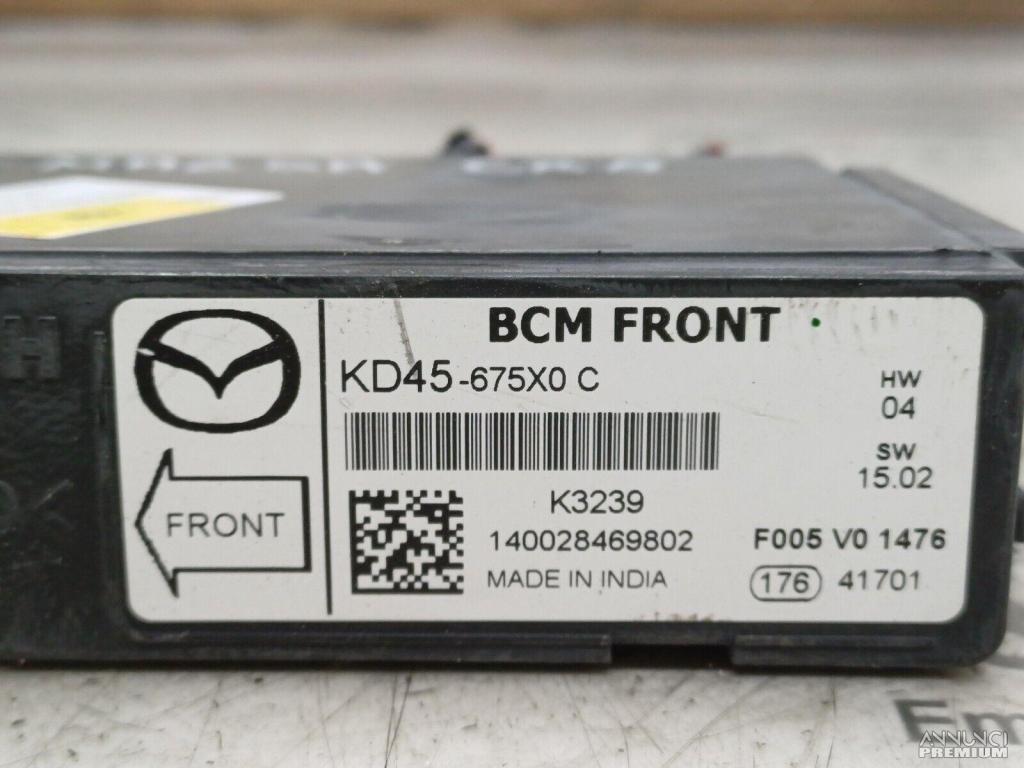 BCM FRONT
KD45-675X0 C
HW
04
SW
15.02
FRONT
K3239
140028469802
F005 V0 1476
MADE IN INDIA
176 41701
ANNUNCI
PREMIUM